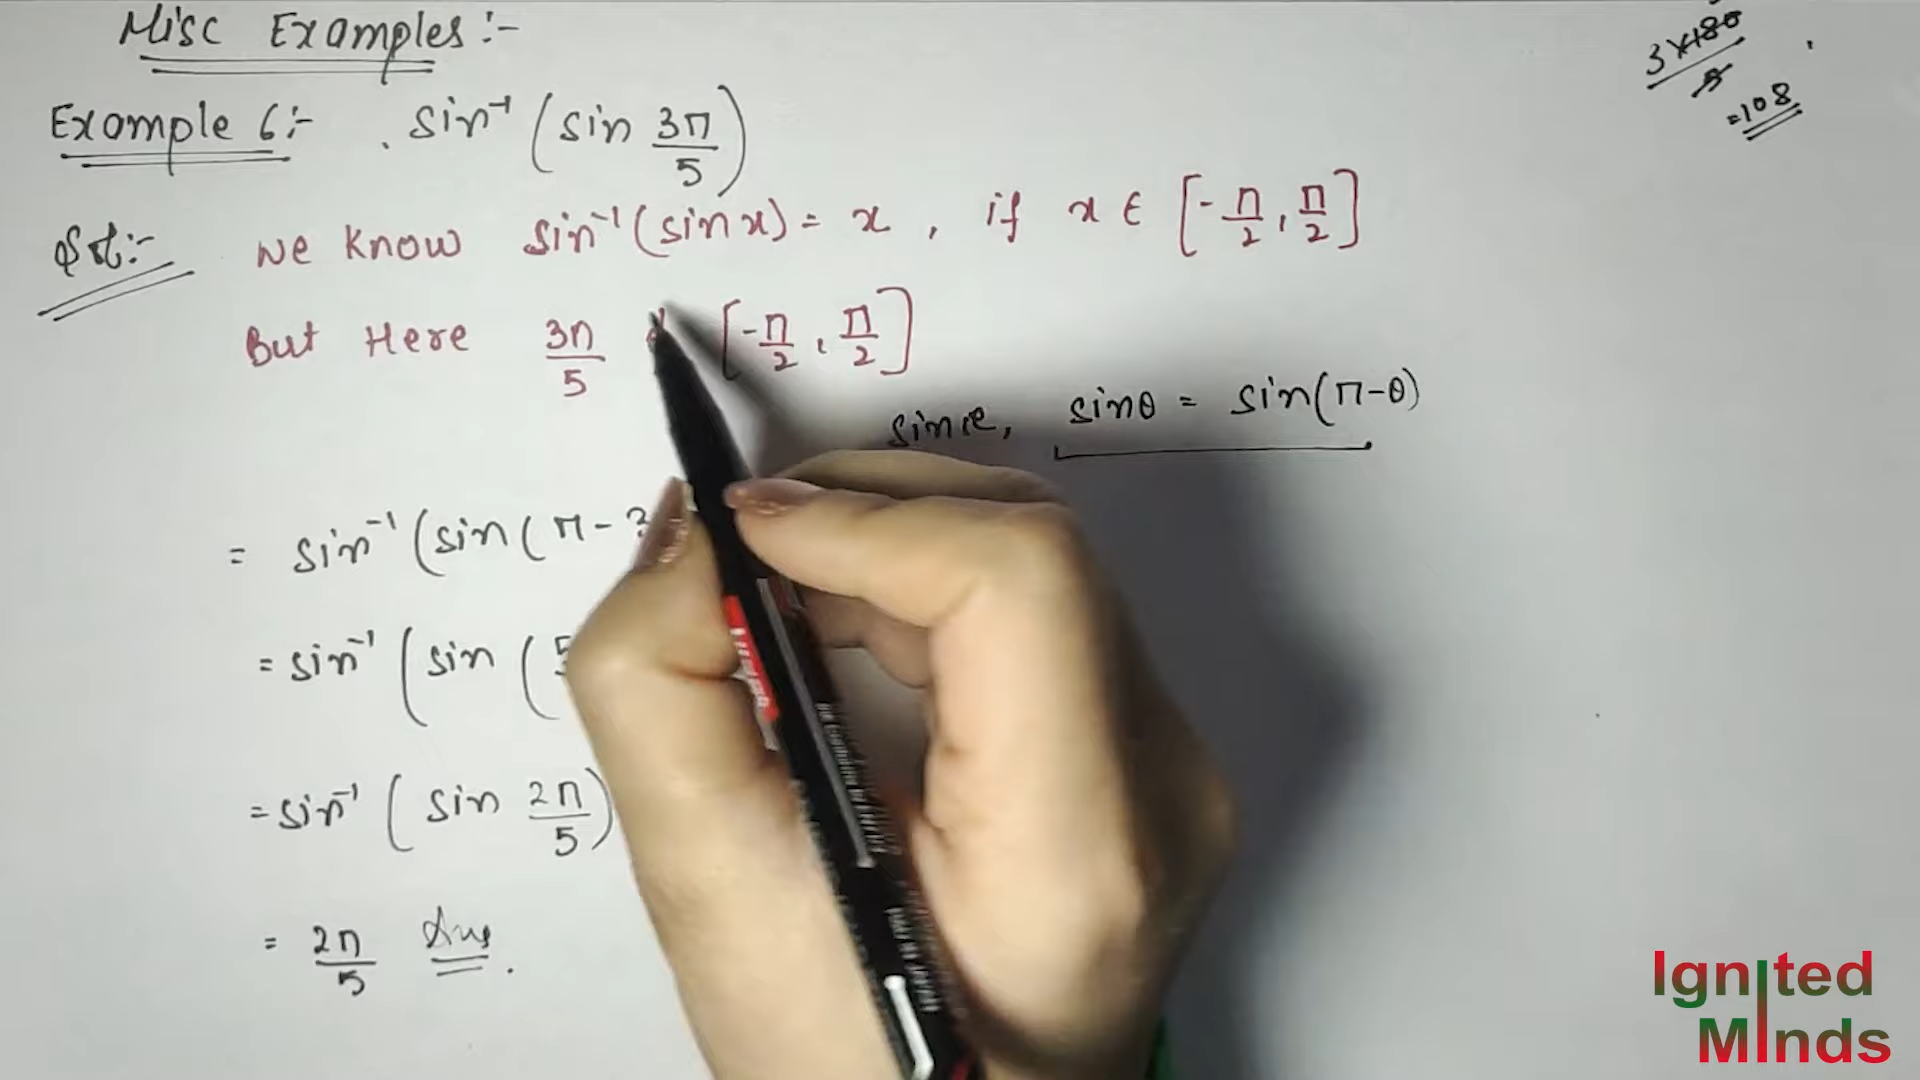 Misc Examples:-
3×180
5
=108
Example 6:- . sin⁻¹ (sin 3π/5)
Sol:- We know sin⁻¹(sin x) = x , if x ∈ [-π/2, π/2]
But Here 3π/5 [-π/2, π/2]
since, sinθ = sin(π-θ)
= sin⁻¹ (sin ( π -
= sin⁻¹ (sin (
= sin⁻¹ ( sin 2π/5 )
= 2π/5 Ans.
Ignited
Minds